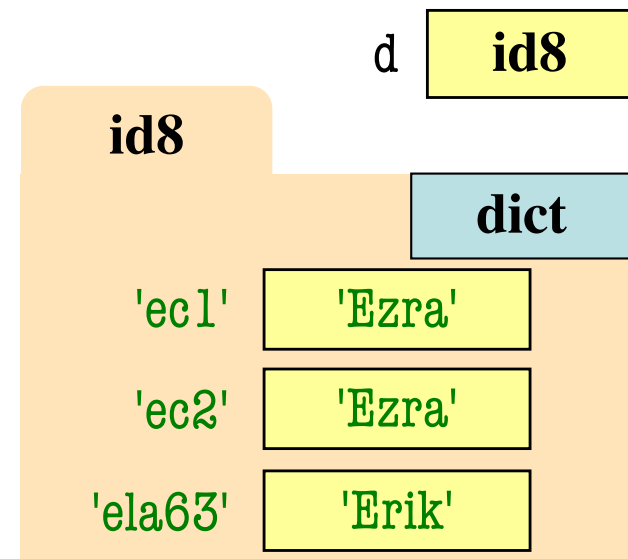 d id8
id8
dict
'ec1' 'Ezra'
'ec2' 'Ezra'
'ela63' 'Erik'